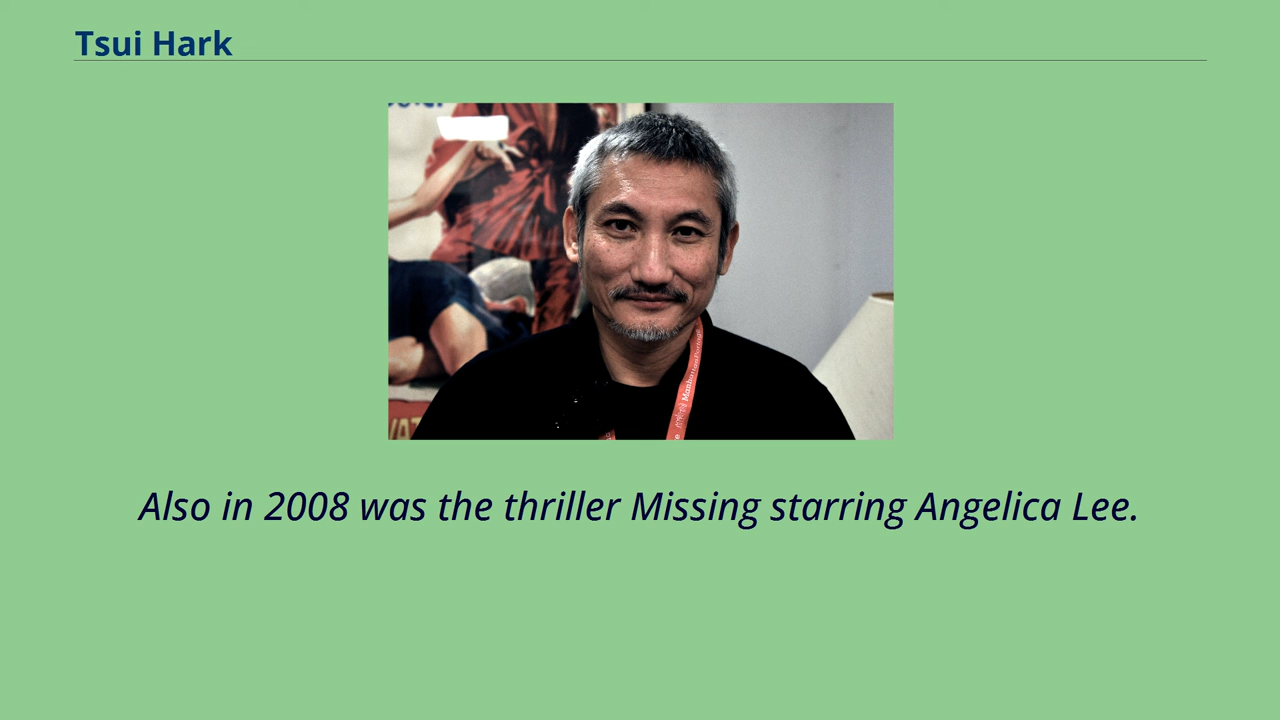 Tsui Hark
Also in 2008 was the thriller Missing starring Angelica Lee.